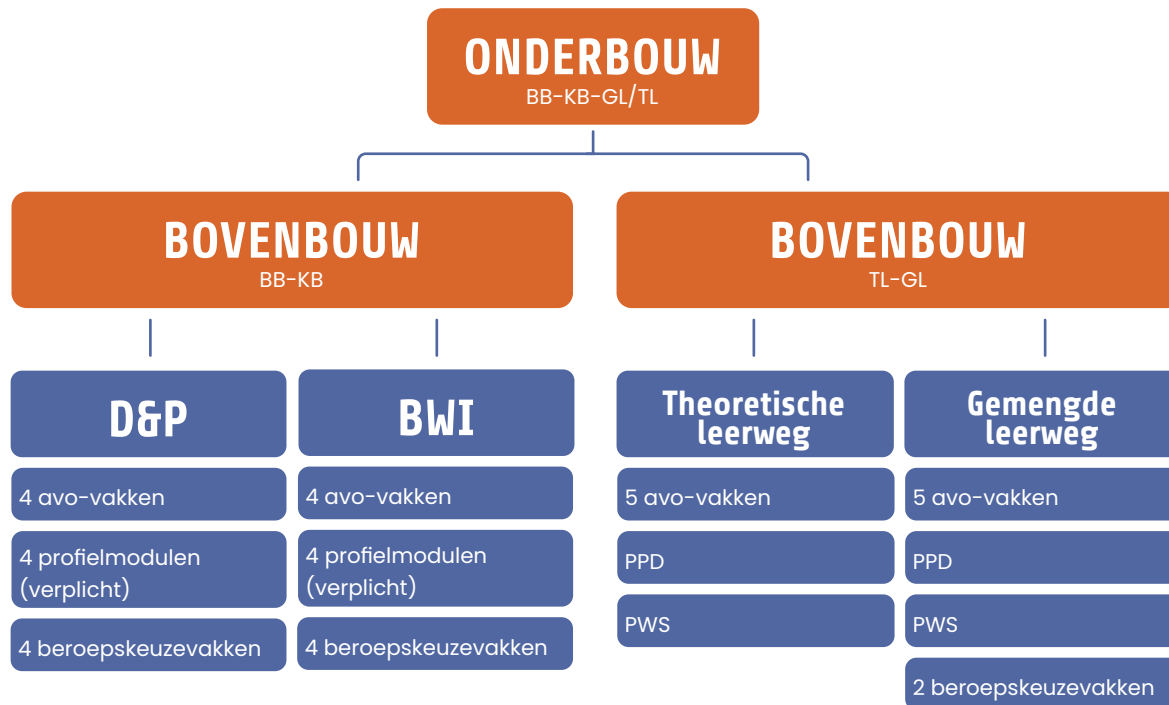 ONDERBOUW
BB-KB-GL/TL
BOVENBOUW
BB-KB
BOVENBOUW
TL-GL
D&P
4 avo-vakken
4 profielmodulen
(verplicht)
4 beroepskeuzevakken
BWI
4 avo-vakken
4 profielmodulen
(verplicht)
4 beroepskeuzevakken
Theoretische
leerweg
5 avo-vakken
PPD
PWS
Gemengde
leerweg
5 avo-vakken
PPD
PWS
2 beroepskeuzevakken